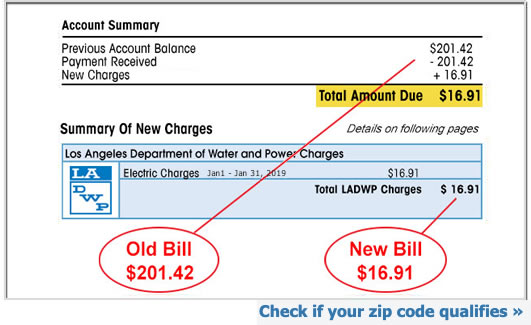 Account Summary
Previous Account Balance $201.42
Payment Received - 201.42
New Charges + 16.91
Total Amount Due $16.91
Summary Of New Charges Details on following pages
Los Angeles Department of Water and Power Charges
LA
DWP
Electric Charges Jan1 - Jan 31, 2019 $16.91
Total LADWP Charges $ 16.91
Old Bill
$201.42
New Bill
$16.91
Check if your zip code qualifies »